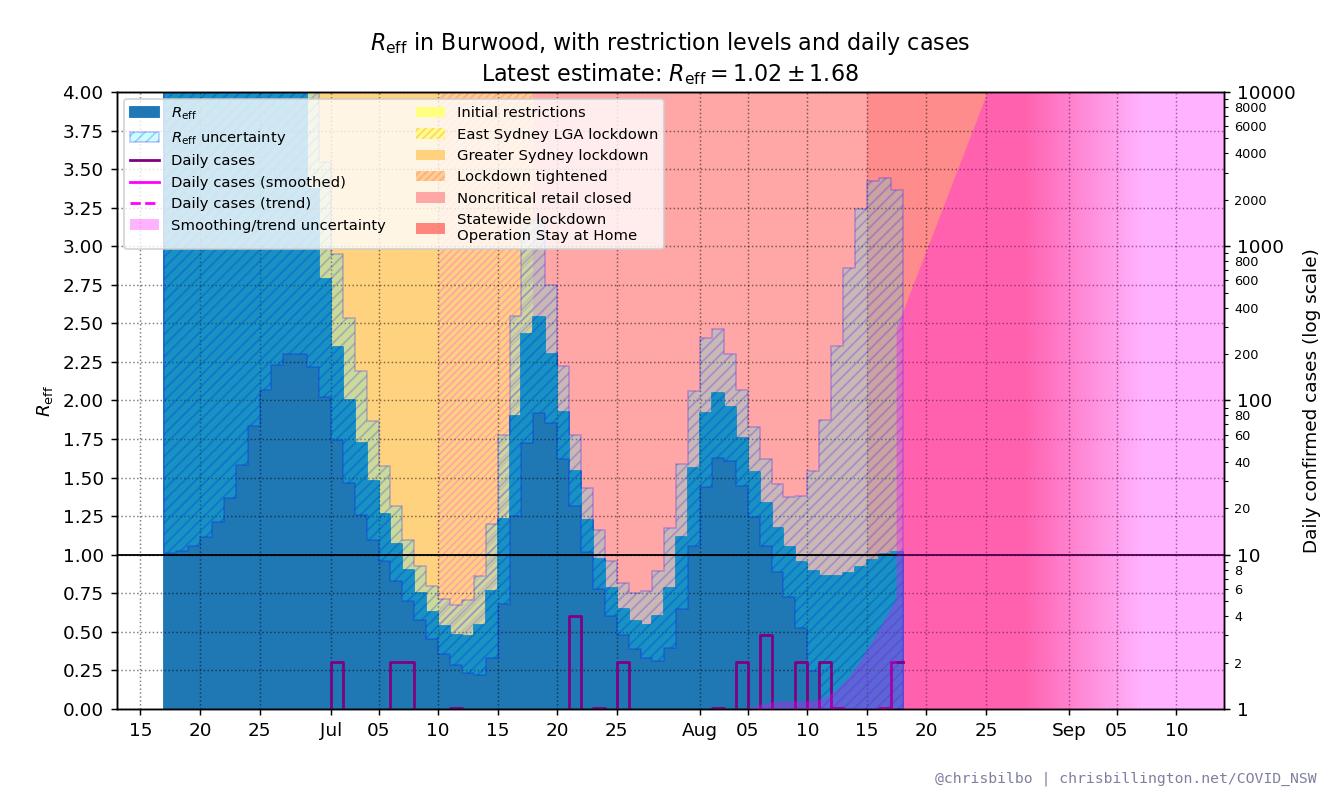 R_eff in Burwood, with restriction levels and daily cases
Latest estimate: R_eff = 1.02 ± 1.68
R_eff
R_eff uncertainty
Daily cases
Daily cases (smoothed)
Daily cases (trend)
Smoothing/trend uncertainty
Initial restrictions
East Sydney LGA lockdown
Greater Sydney lockdown
Lockdown tightened
Noncritical retail closed
Statewide lockdown
Operation Stay at Home
R_eff
4.00
3.75
3.50
3.25
3.00
2.75
2.50
2.25
2.00
1.75
1.50
1.25
1.00
0.75
0.50
0.25
0.00
10000
8000
6000
4000
2000
1000
800
600
400
200
100
80
60
40
20
10
8
6
4
2
1
Daily confirmed cases (log scale)
15 20 25 Jul 05 10 15 20 25 Aug 05 10 15 20 25 Sep 05 10
@chrisbilbo | chrisbillington.net/COVID_NSW